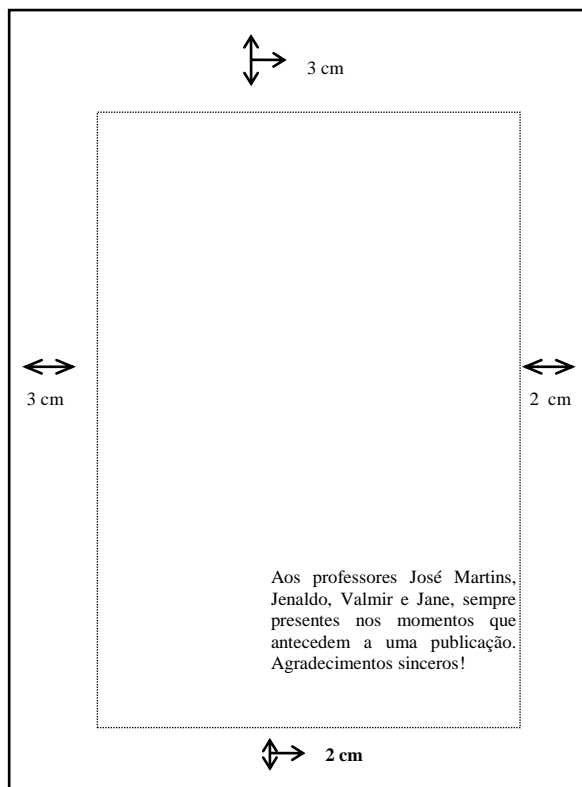 3 cm
3 cm
2 cm
Aos professores José Martins,
Jenaldo, Valmir e Jane, sempre
presentes nos momentos que
antecedem a uma publicação.
Agradecimentos sinceros!
2 cm